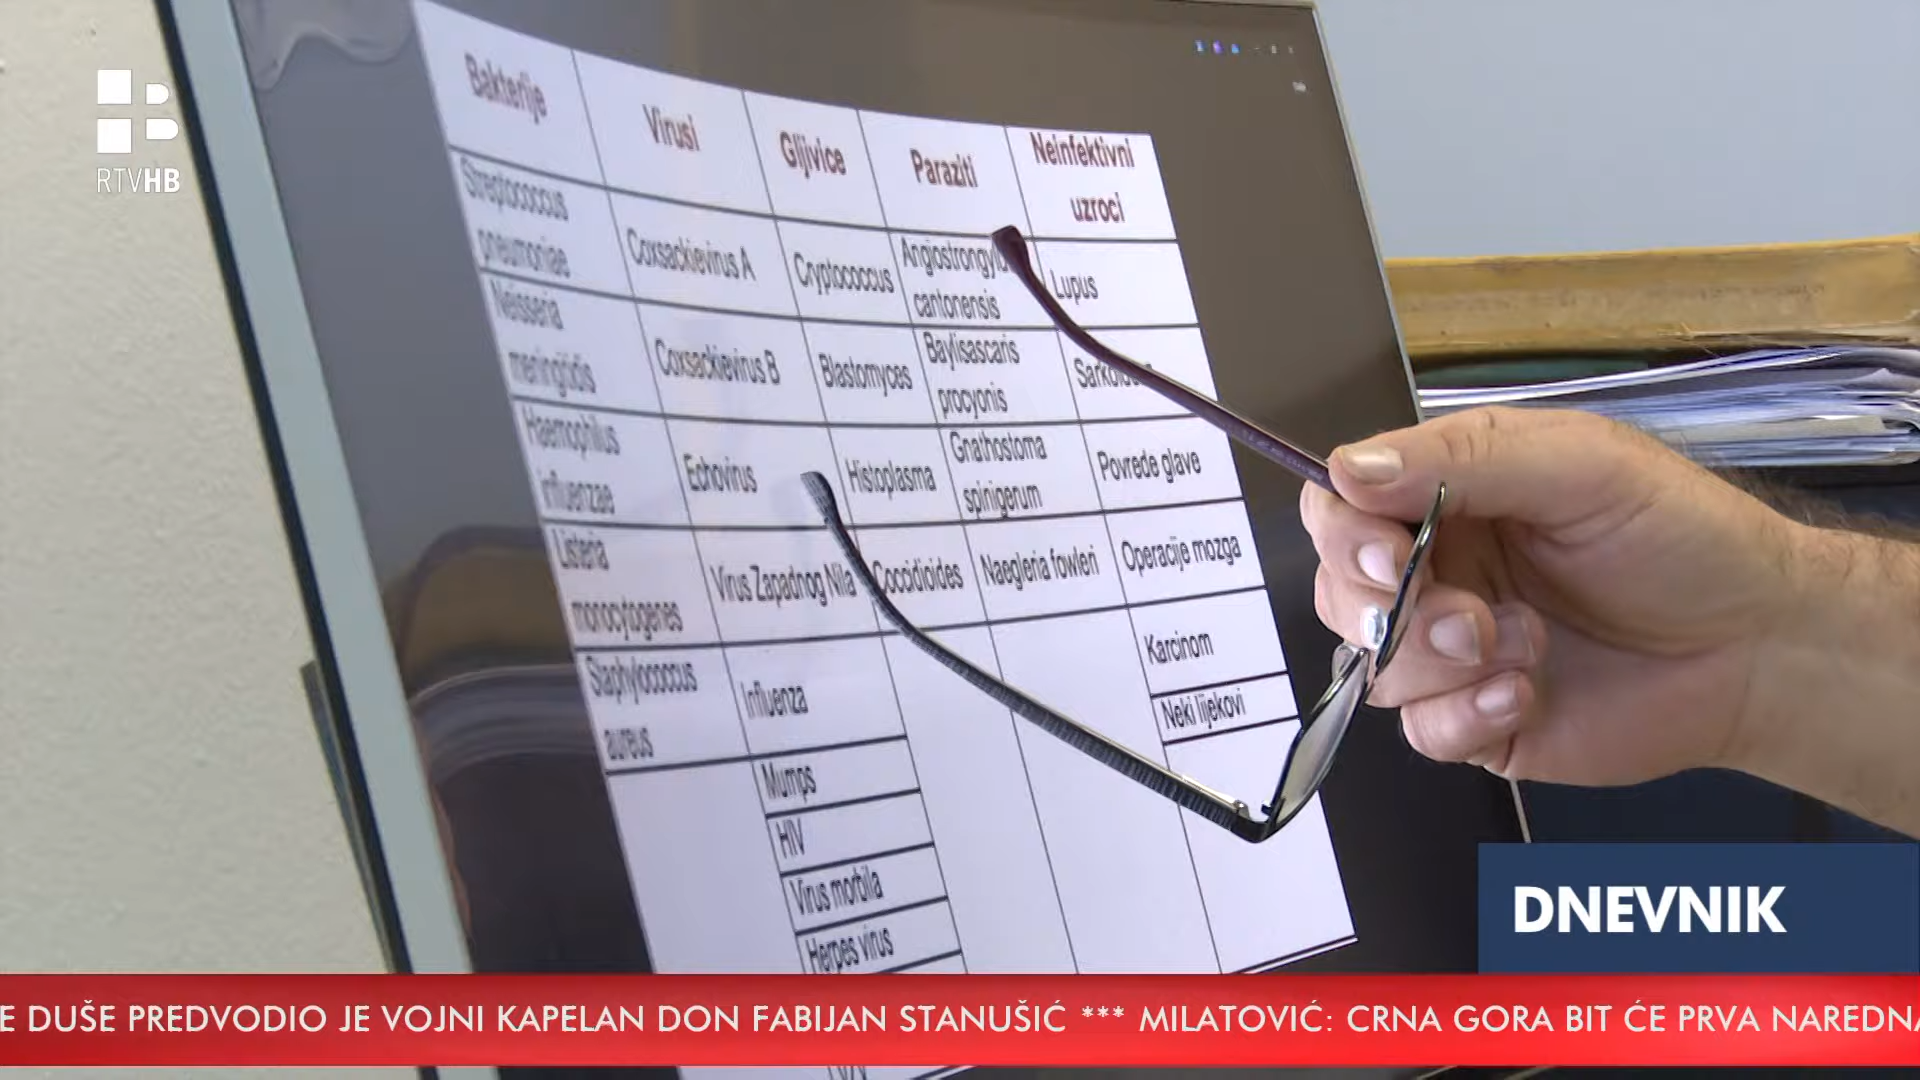 RTVHB
Bakterije
Virusi
Gljivice
Paraziti
Neinfektivni
uzroci
Streptococcus
pneumoniae
Coxsackievirus A
Cryptococcus
cantonensis
Lupus
Neisseria
meningitidis
Coxsackievirus B
Blastomyces
Baylisascaris
procyonis
Haemophilus
influenzae
Echovirus
Histoplasma
Gnathostoma
spinigerum
Povrede glave
Listeria
monocytogenes
Virus Zapadnog Nila
Coccidioides
Naegleria fowleri
Operacije mozga
Staphylococcus
aureus
Influenza
Karcinom
Neki lijekovi
Mumps
HIV
Virus morbila
Herpes virus
DNEVNIK
E DUŠE PREDVODIO JE VOJNI KAPELAN DON FABIJAN STANUŠIĆ *** MILATOVIĆ: CRNA GORA BIT ĆE PRVA NAREDNA